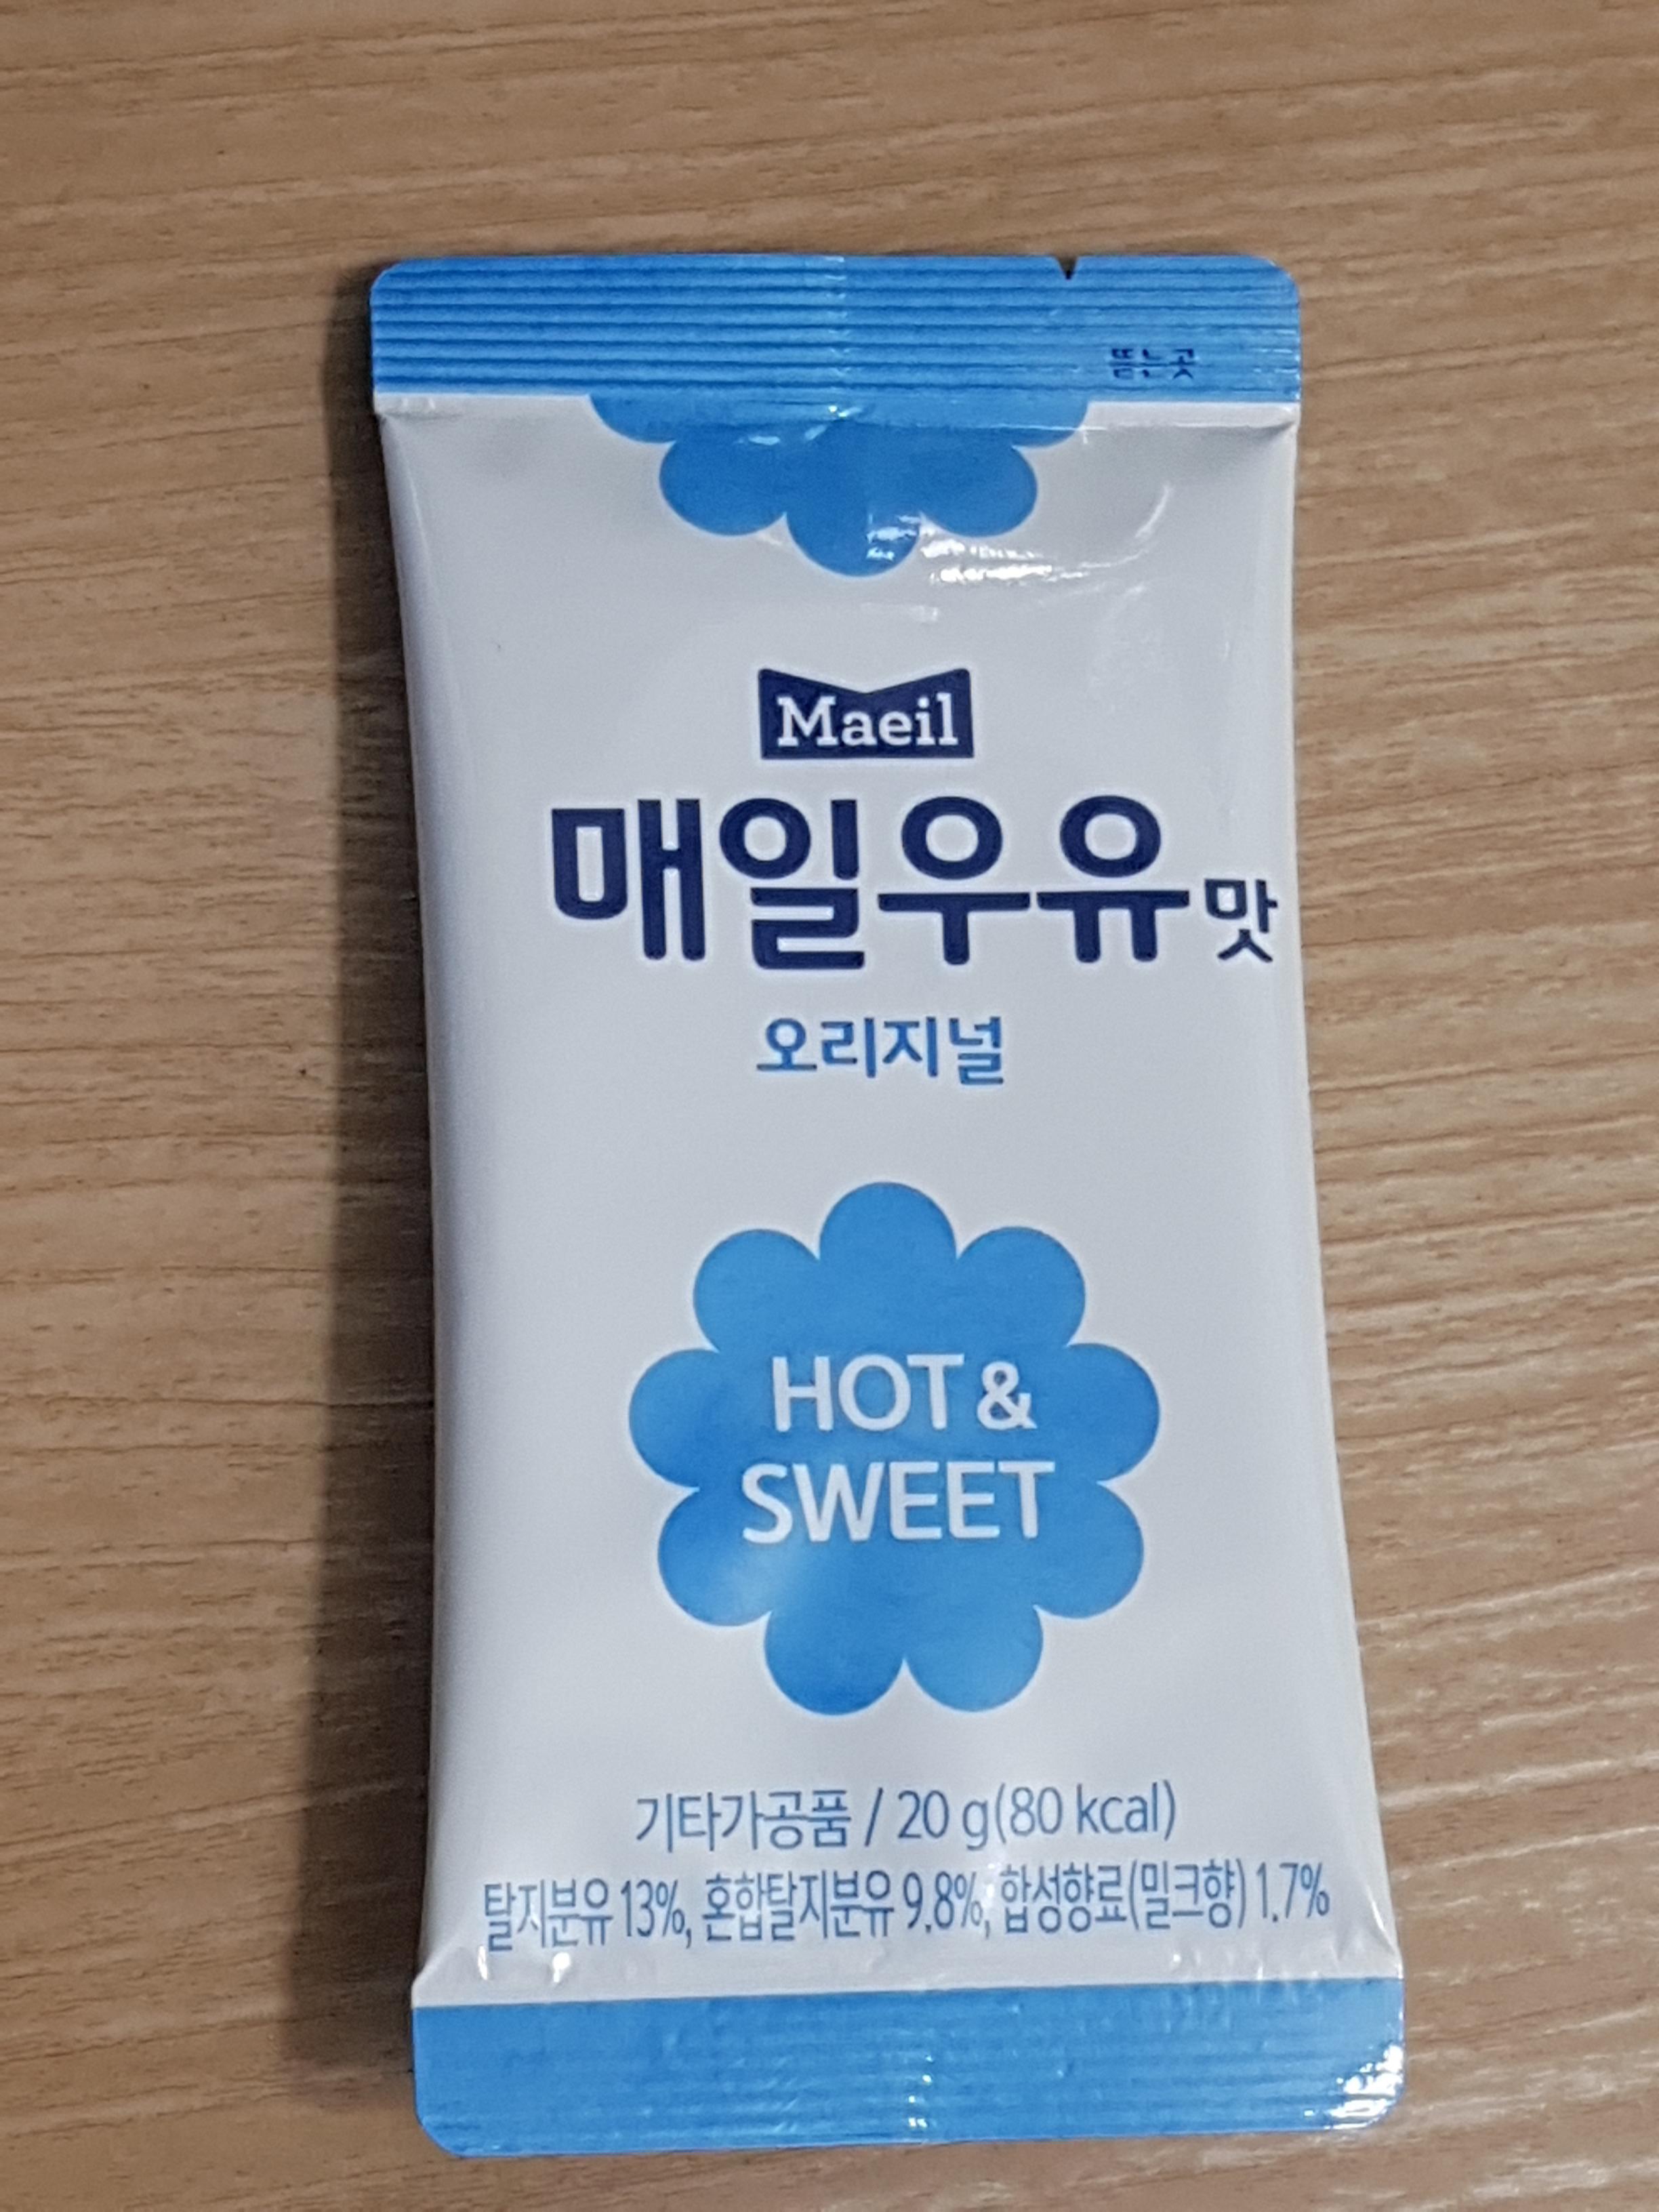 뜯는곳
Maeil
매일우유맛
오리지널
HOT &
SWEET
기타가공품 / 20 g(80 kcal)
탈지분유 13%, 혼합탈지분유 9.8%, 합성향료(밀크향) 1.7%